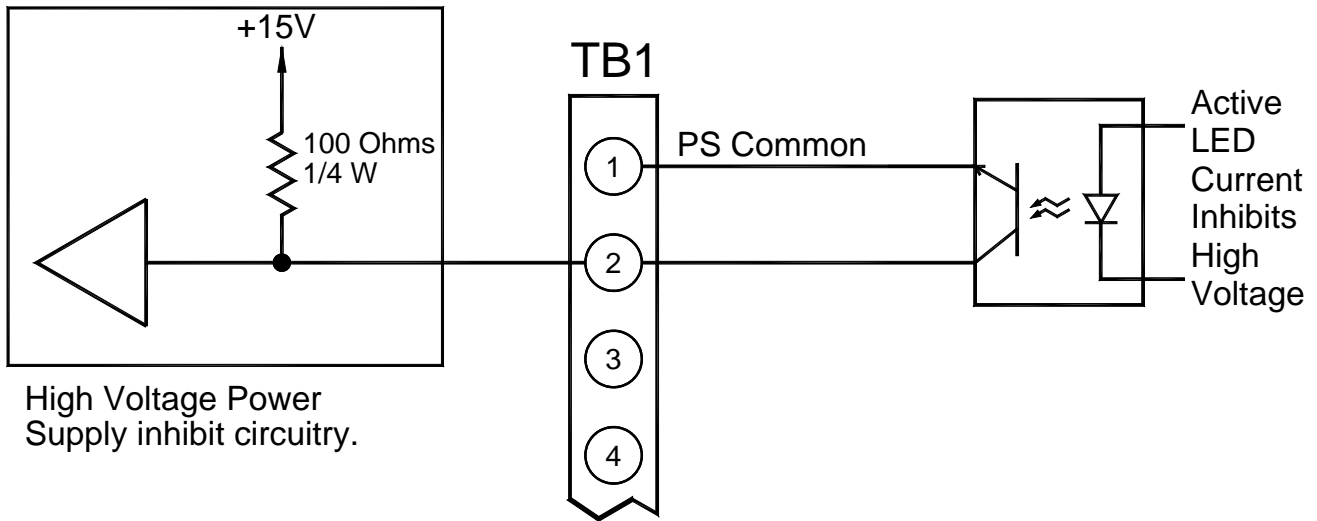 +15V
100 Ohms
1/4 W
High Voltage Power
Supply inhibit circuitry.
TB1
1
2
3
4
PS Common
Active
LED
Current
Inhibits
High
Voltage